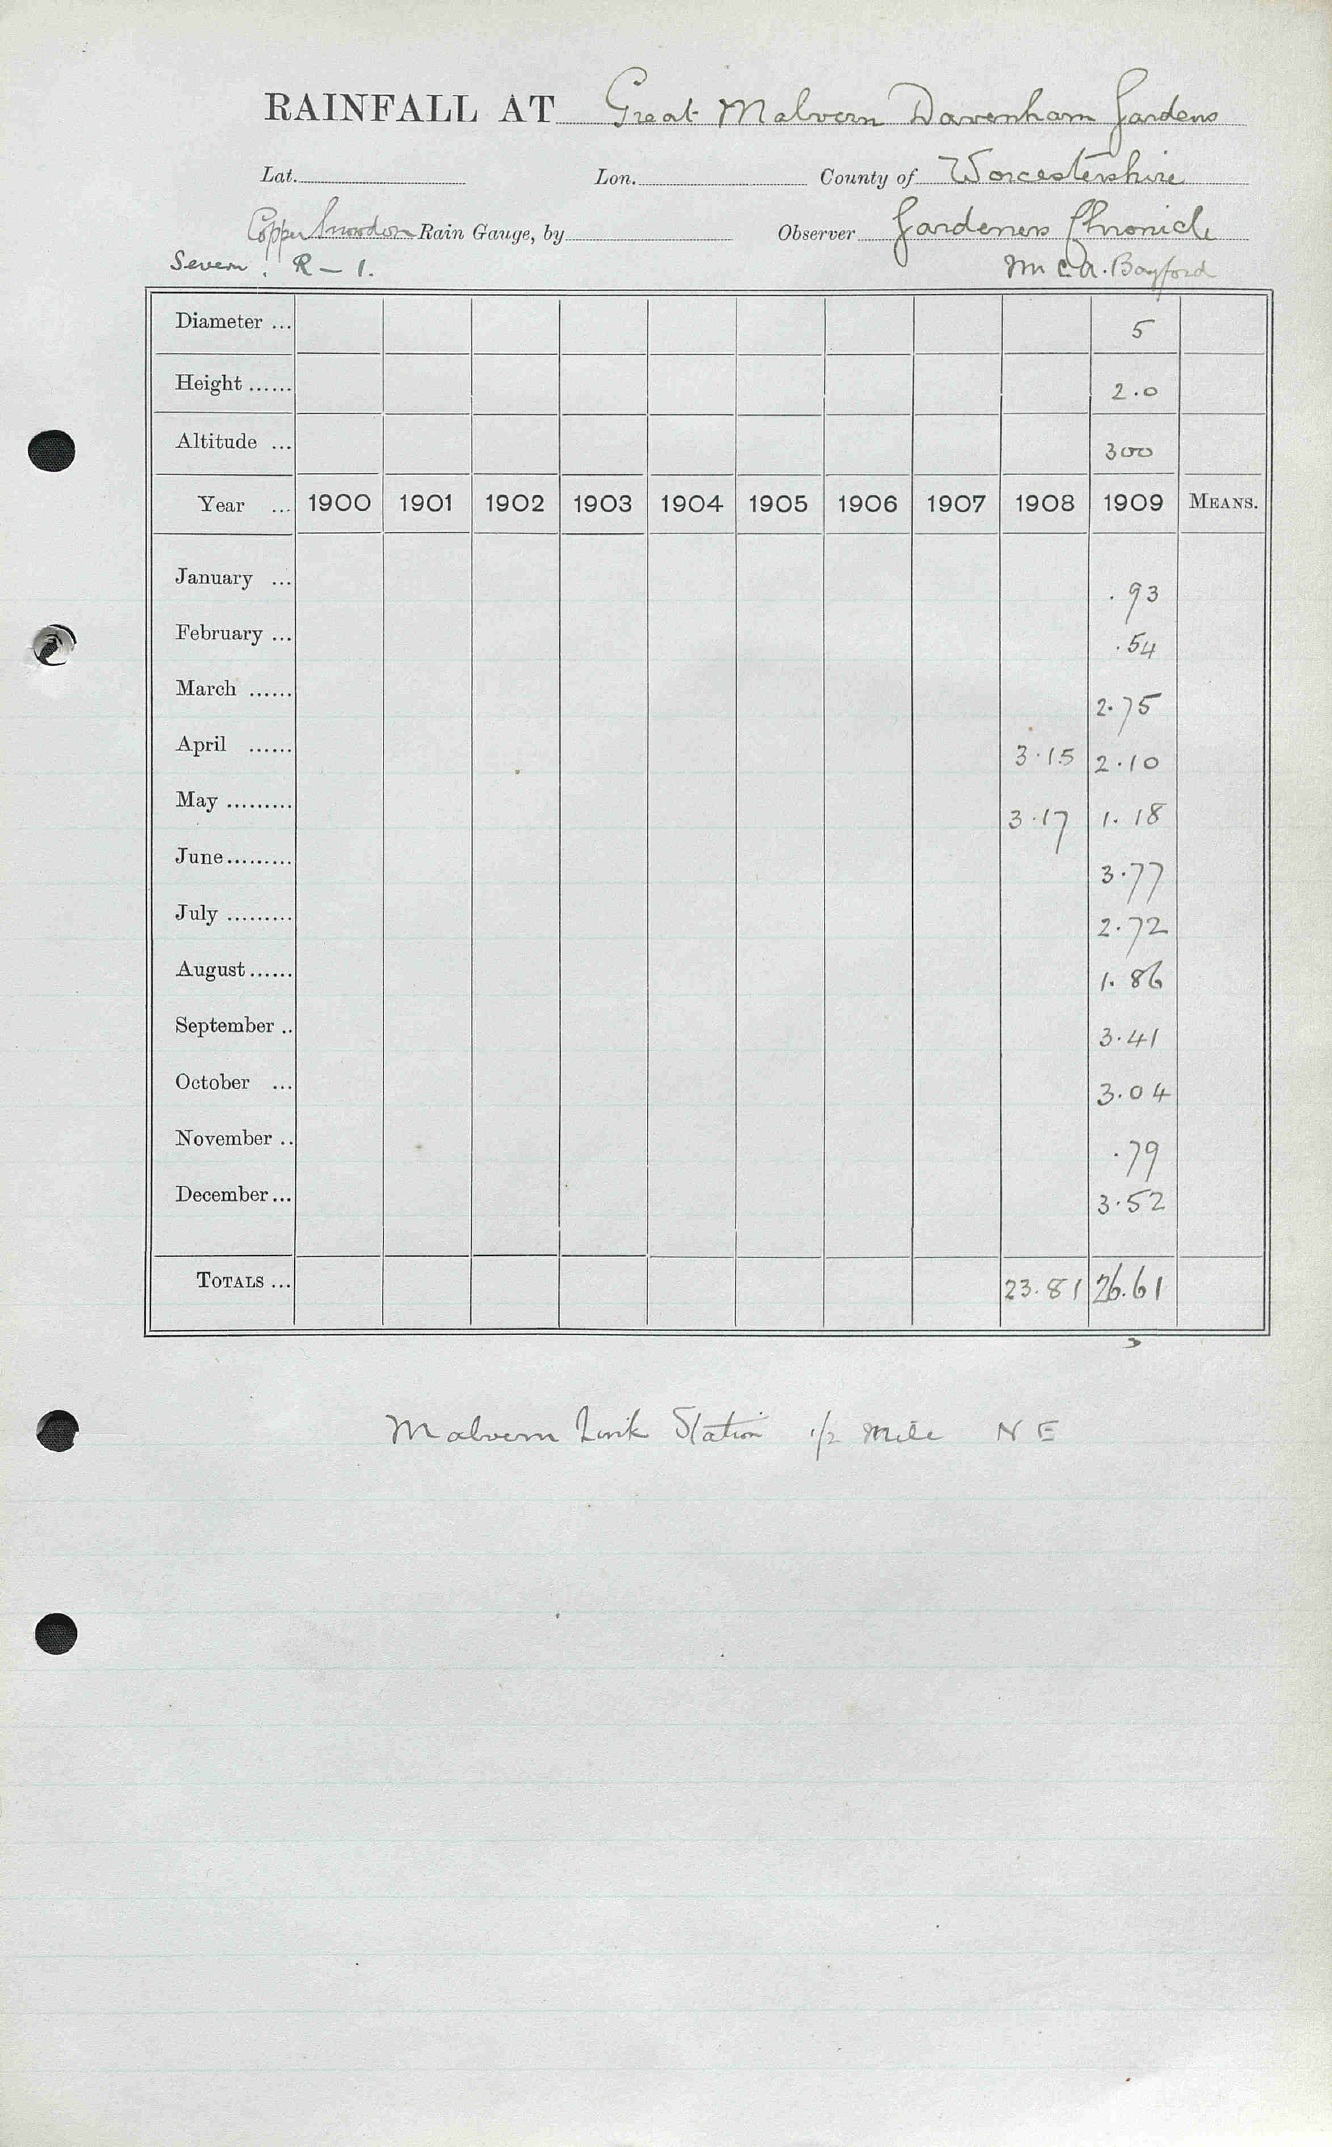 RAINFALL AT Great Malvern Davenham Gardens
Lat. Lon. County of Worcestershire
Copper Snowdon Rain Gauge, by Observer Gardeners Chronicle
Severn R – 1. Mr C. A. Bayford
Diameter ... 5
Height ...... 2.0
Altitude ... 300
Year ... 1900 1901 1902 1903 1904 1905 1906 1907 1908 1909 MEANS.
January ... .93
February ... .54
March ...... 2.75
April ...... 3.15 2.10
May ......... 3.17 1.18
June......... 3.77
July ......... 2.72
August...... 1.86
September .. 3.41
October ... 3.04
November .. .79
December... 3.52
TOTALS ... 23.81 26.61
Malvern Link Station 1/2 Mile N E